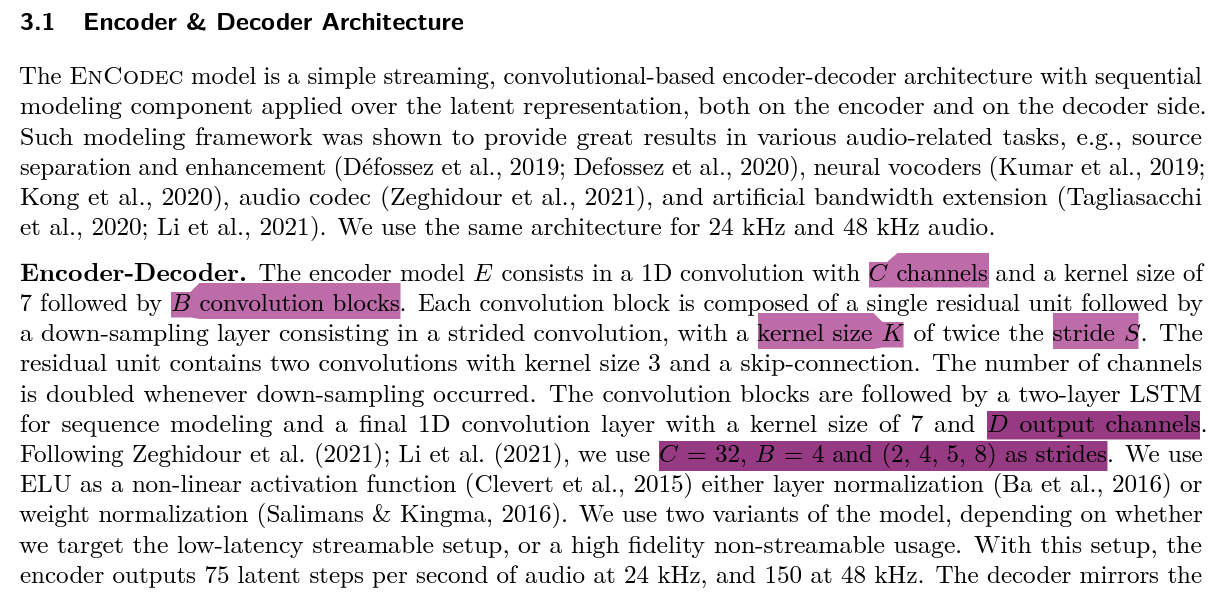 3.1 Encoder & Decoder Architecture
The EnCodec model is a simple streaming, convolutional-based encoder-decoder architecture with sequential
modeling component applied over the latent representation, both on the encoder and on the decoder side.
Such modeling framework was shown to provide great results in various audio-related tasks, e.g., source
separation and enhancement (Défossez et al., 2019; Defossez et al., 2020), neural vocoders (Kumar et al., 2019;
Kong et al., 2020), audio codec (Zeghidour et al., 2021), and artificial bandwidth extension (Tagliasacchi
et al., 2020; Li et al., 2021). We use the same architecture for 24 kHz and 48 kHz audio.
Encoder-Decoder. The encoder model E consists in a 1D convolution with C channels and a kernel size of
7 followed by B convolution blocks. Each convolution block is composed of a single residual unit followed by
a down-sampling layer consisting in a strided convolution, with a kernel size K of twice the stride S. The
residual unit contains two convolutions with kernel size 3 and a skip-connection. The number of channels
is doubled whenever down-sampling occurred. The convolution blocks are followed by a two-layer LSTM
for sequence modeling and a final 1D convolution layer with a kernel size of 7 and D output channels.
Following Zeghidour et al. (2021); Li et al. (2021), we use C = 32, B = 4 and (2, 4, 5, 8) as strides. We use
ELU as a non-linear activation function (Clevert et al., 2015) either layer normalization (Ba et al., 2016) or
weight normalization (Salimans & Kingma, 2016). We use two variants of the model, depending on whether
we target the low-latency streamable setup, or a high fidelity non-streamable usage. With this setup, the
encoder outputs 75 latent steps per second of audio at 24 kHz, and 150 at 48 kHz. The decoder mirrors the